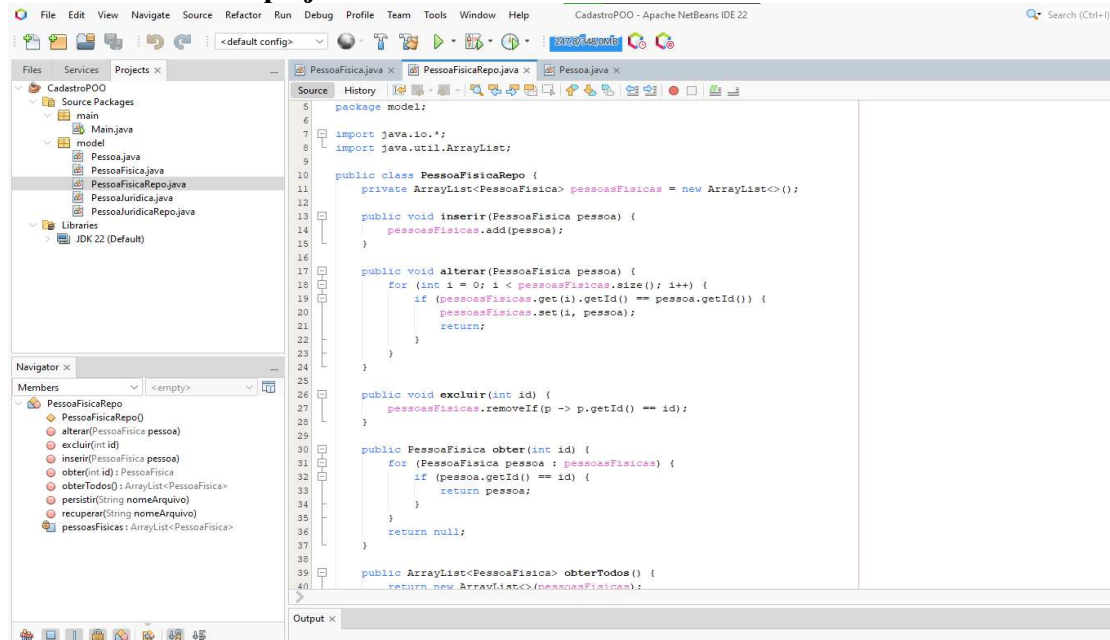 File Edit View Navigate Source Refactor Run Debug Profile Team Tools Window Help CadastroPOO - Apache NetBeans IDE 22 Search (Ctrl+I)
<default config> 247,8/348,0MB
Files Services Projects ×
CadastroPOO
Source Packages
main
Main.java
model
Pessoa.java
PessoaFisica.java
PessoaFisicaRepo.java
PessoaJuridica.java
PessoaJuridicaRepo.java
Libraries
JDK 22 (Default)
Navigator ×
Members <empty>
PessoaFisicaRepo
PessoaFisicaRepo()
alterar(PessoaFisica pessoa)
excluir(int id)
inserir(PessoaFisica pessoa)
obter(int id) : PessoaFisica
obterTodos() : ArrayList<PessoaFisica>
persistir(String nomeArquivo)
recuperar(String nomeArquivo)
pessoasFisicas : ArrayList<PessoaFisica>
PessoaFisica.java × PessoaFisicaRepo.java × Pessoa.java ×
Source History
5 package model;
6
7 import java.io.*;
8 import java.util.ArrayList;
9
10 public class PessoaFisicaRepo {
11 private ArrayList<PessoaFisica> pessoasFisicas = new ArrayList<>();
12
13 public void inserir(PessoaFisica pessoa) {
14 pessoasFisicas.add(pessoa);
15 }
16
17 public void alterar(PessoaFisica pessoa) {
18 for (int i = 0; i < pessoasFisicas.size(); i++) {
19 if (pessoasFisicas.get(i).getId() == pessoa.getId()) {
20 pessoasFisicas.set(i, pessoa);
21 return;
22 }
23 }
24 }
25
26 public void excluir(int id) {
27 pessoasFisicas.removeIf(p -> p.getId() == id);
28 }
29
30 public PessoaFisica obter(int id) {
31 for (PessoaFisica pessoa : pessoasFisicas) {
32 if (pessoa.getId() == id) {
33 return pessoa;
34 }
35 }
36 return null;
37 }
38
39 public ArrayList<PessoaFisica> obterTodos() {
40 return new ArrayList<>(pessoasFisicas);
Output ×